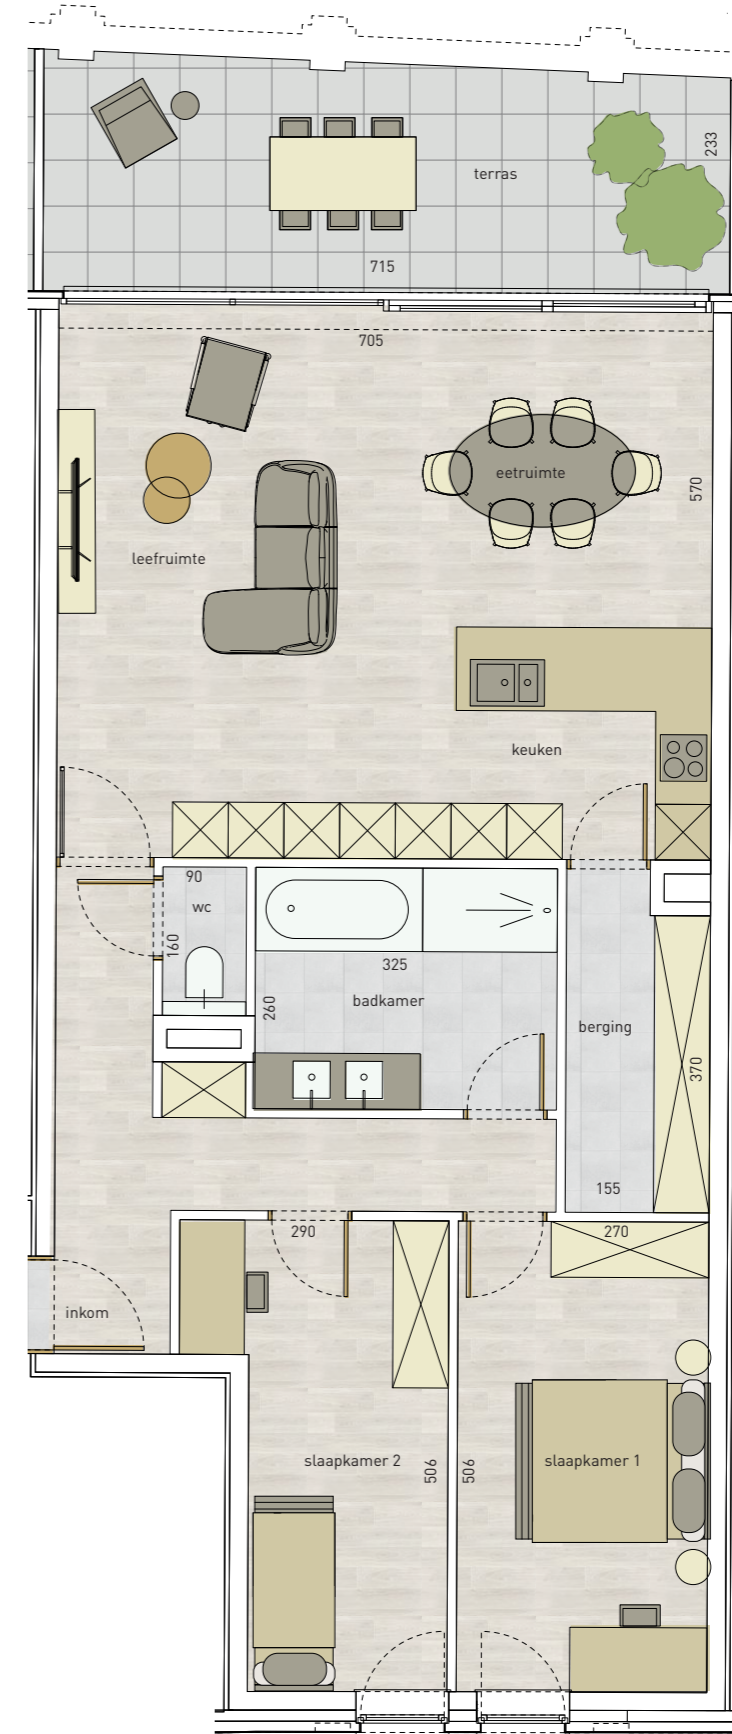 terras
233
715
705
eetruimte
570
leefruimte
keuken
90
wc
160
325
260
badkamer
berging
370
155
290
270
inkom
slaapkamer 2
506
506
slaapkamer 1